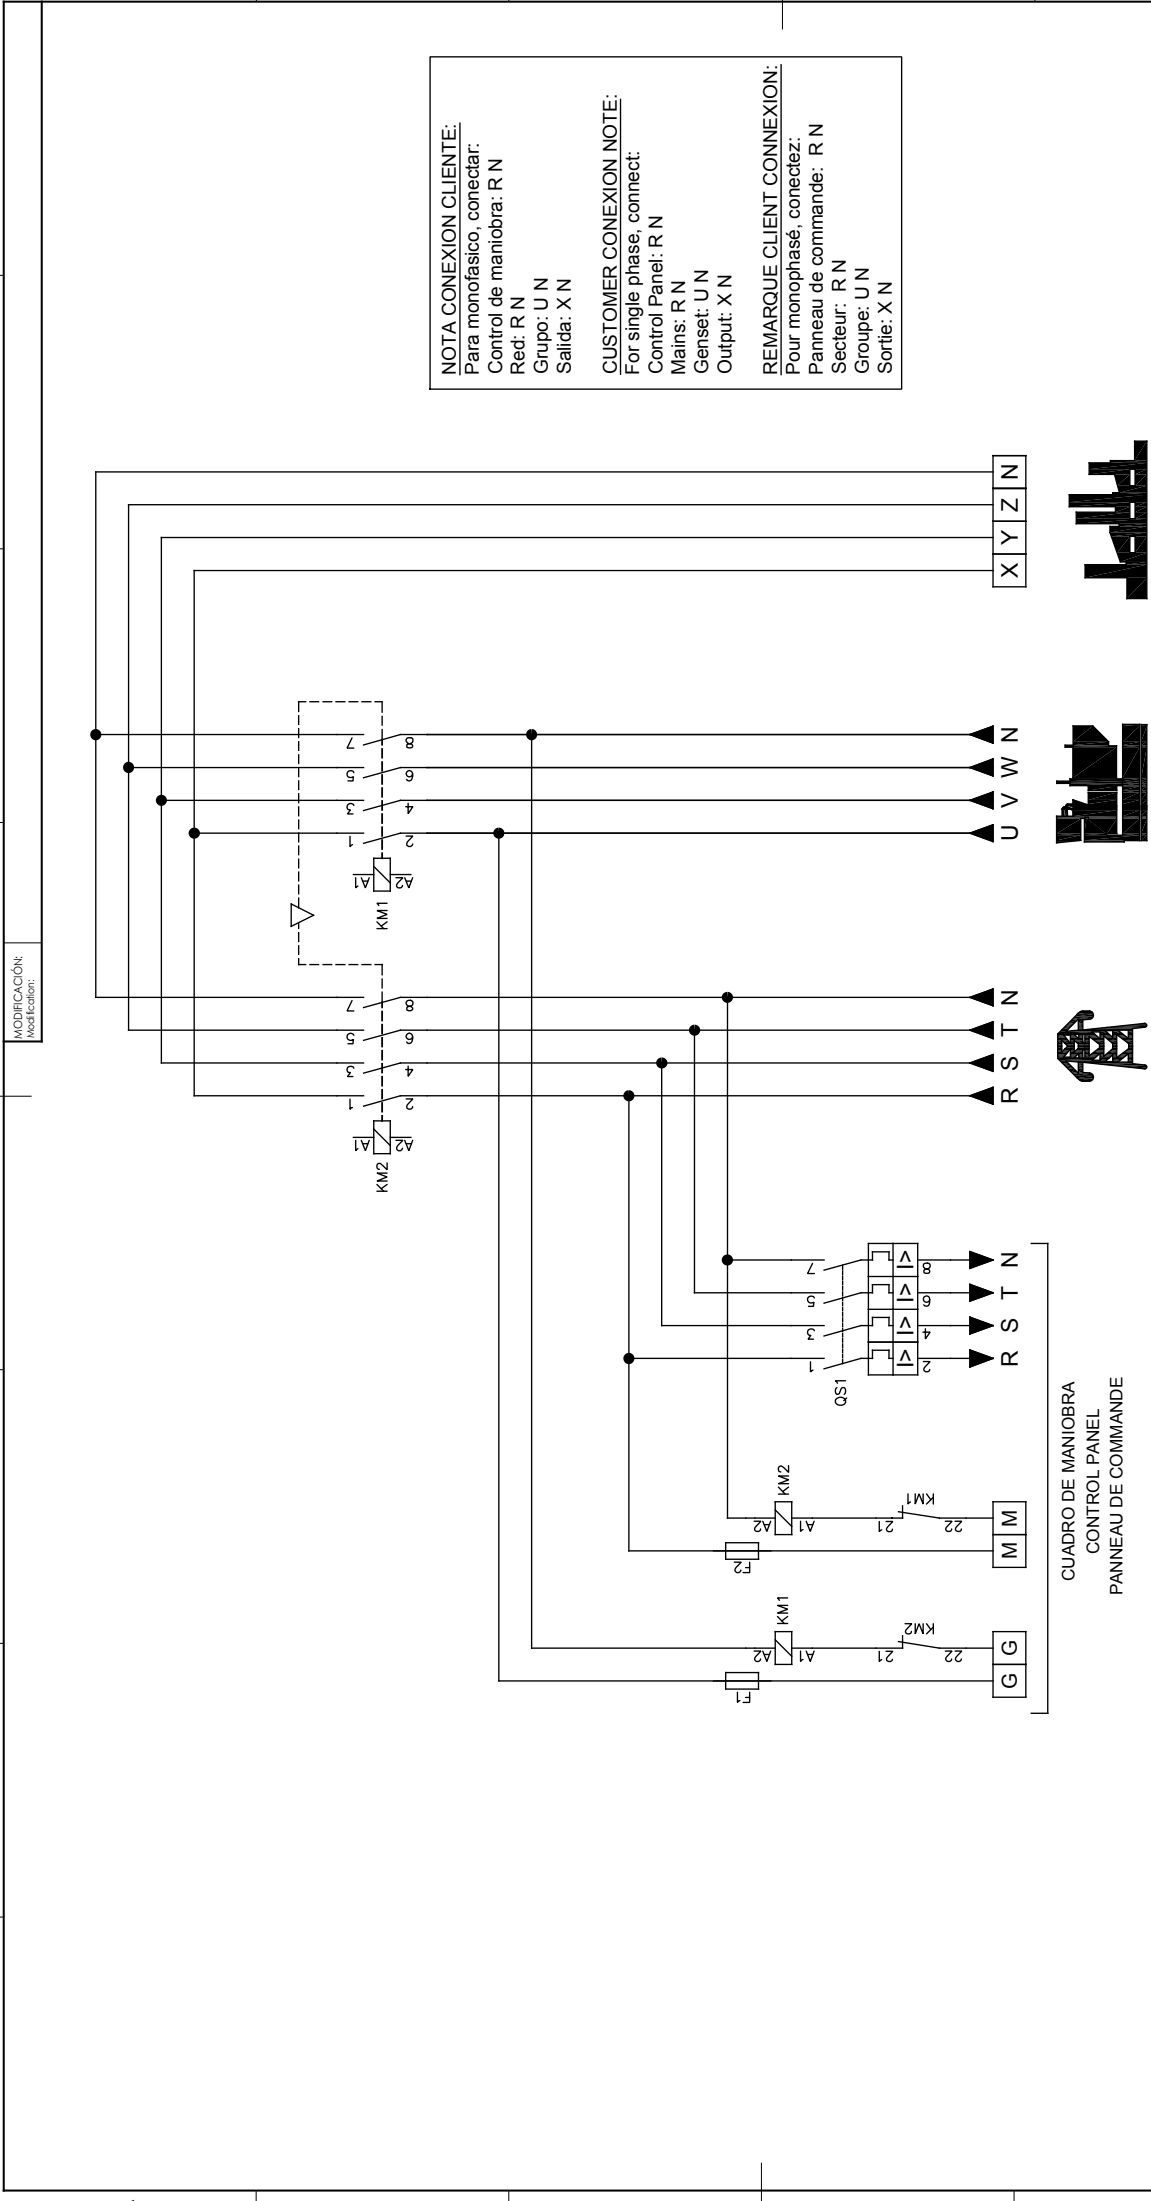 MODIFICACIÓN:
Modification:
NOTA CONEXION CLIENTE:
Para monofasico, conectar:
Control de maniobra: R N
Red: R N
Grupo: U N
Salida: X N
CUSTOMER CONEXION NOTE:
For single phase, connect:
Control Panel: R N
Mains: R N
Genset: U N
Output: X N
REMARQUE CLIENT CONNEXION:
Pour monophasé, conectez:
Panneau de commande: R N
Secteur: R N
Groupe: U N
Sortie: X N
KM2
A1 A2
1 3 5 7
2 4 6 8
KM1
A1 A2
1 3 5 7
2 4 6 8
F1
A2 KM1
A1
21 KM2
22
F2
A2 KM2
A1
21 KM1
22
QS1
1 3 5 7
2 4 6 8
G G
M M
R S T N
R S T N
U V W N
X Y Z N
CUADRO DE MANIOBRA
CONTROL PANEL
PANNEAU DE COMMANDE